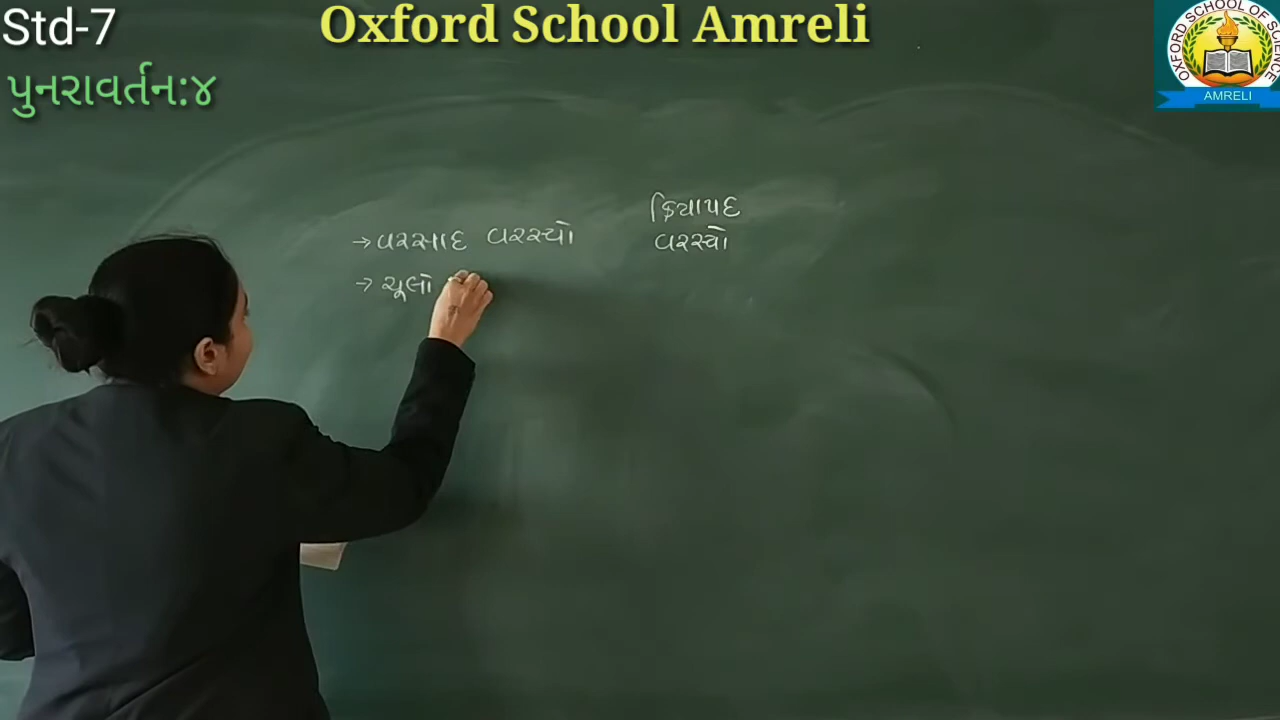 Std-7
Oxford School Amreli
પુનરાવર્તન:૪
OXFORD SCHOOL OF SCIENCE
AMRELI
ક્રિયાપદ
→ વરસાદ વરસ્યો વરસ્યો
→ ચૂલો